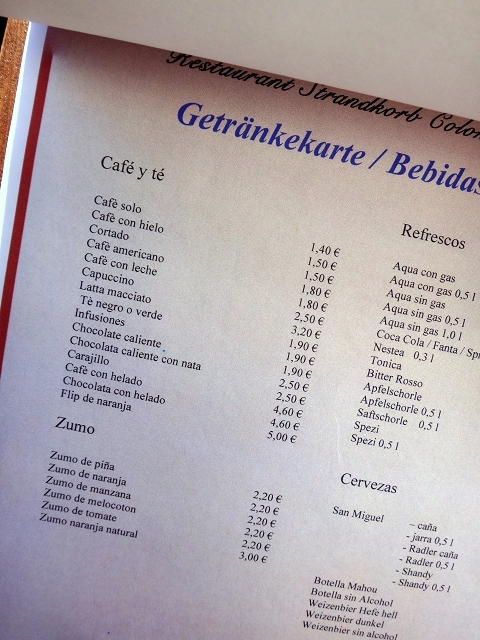 Restaurant Strandkorb Colon
Getränkekarte / Bebidas
Café y té
Cafè solo 1,40 €
Cafè con hielo 1,50 €
Cortado 1,50 €
Cafè americano 1,80 €
Cafè con leche 1,80 €
Capuccino 2,50 €
Latta macciato 3,20 €
Tè negro o verde 1,90 €
Infusiones 1,90 €
Chocolate caliente 1,90 €
Chocolata caliente con nata 2,50 €
Carajillo 2,50 €
Cafè con helado 4,60 €
Chocolata con helado 4,60 €
Flip de naranja 5,00 €
Zumo
Zumo de piña 2,20 €
Zumo de naranja 2,20 €
Zumo de manzana 2,20 €
Zumo de melocoton 2,20 €
Zumo de tomate 2,20 €
Zumo naranja natural 3,00 €
Refrescos
Aqua con gas
Aqua con gas 0,5 l
Aqua sin gas
Aqua sin gas 0,5 l
Aqua sin gas 1,0 l
Coca Cola / Fanta / Spr
Nestea 0,3 l
Tonica
Bitter Rosso
Apfelschorle
Apfelschorle 0,5 l
Saftschorle 0,5 l
Spezi
Spezi 0,5 l
Cervezas
San Miguel – caña
- jarra 0,5 l
- Radler caña
- Radler 0,5 l
- Shandy
- Shandy 0,5 l
Botella Mahou
Botella sin Alcohol
Weizenbier Hefe hell
Weizenbier dunkel
Weizenbier sin alcohol